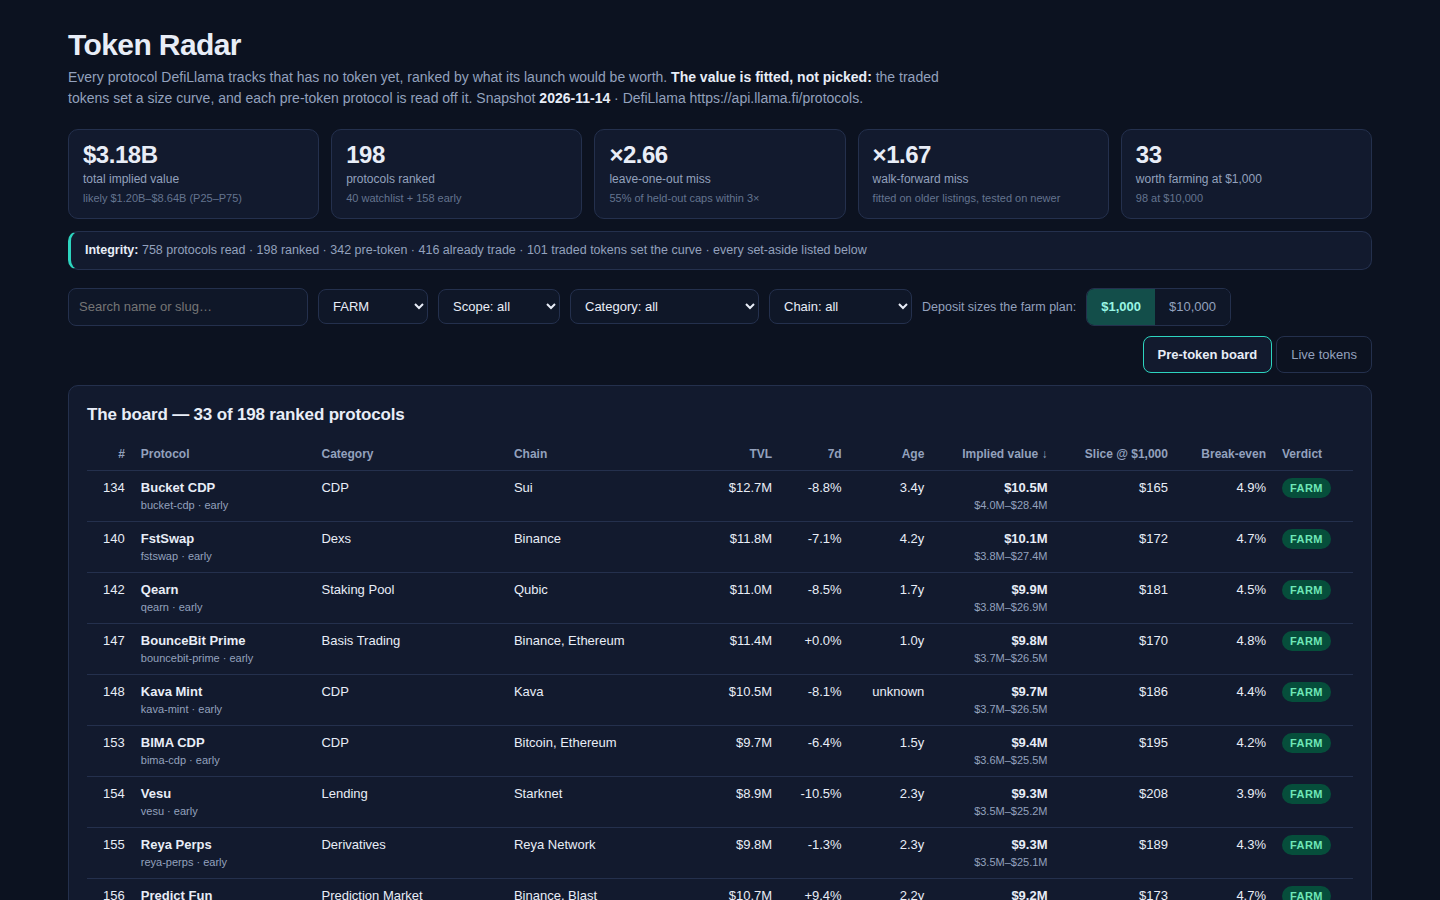 Token Radar
Every protocol DefiLlama tracks that has no token yet, ranked by what its launch would be worth. The value is fitted, not picked: the traded
tokens set a size curve, and each pre-token protocol is read off it. Snapshot 2026-11-14 · DefiLlama https://api.llama.fi/protocols.
$3.18B
total implied value
likely $1.20B–$8.64B (P25–P75)
198
protocols ranked
40 watchlist + 158 early
×2.66
leave-one-out miss
55% of held-out caps within 3×
×1.67
walk-forward miss
fitted on older listings, tested on newer
33
worth farming at $1,000
98 at $10,000
Integrity: 758 protocols read · 198 ranked · 342 pre-token · 416 already trade · 101 traded tokens set the curve · every set-aside listed below
Search name or slug… FARM Scope: all Category: all Chain: all Deposit sizes the farm plan: $1,000 $10,000
Pre-token board Live tokens
The board — 33 of 198 ranked protocols
# Protocol Category Chain TVL 7d Age Implied value ↓ Slice @ $1,000 Break-even Verdict
134 Bucket CDP CDP Sui $12.7M -8.8% 3.4y $10.5M $165 4.9% FARM
bucket-cdp · early $4.0M–$28.4M
140 FstSwap Dexs Binance $11.8M -7.1% 4.2y $10.1M $172 4.7% FARM
fstswap · early $3.8M–$27.4M
142 Qearn Staking Pool Qubic $11.0M -8.5% 1.7y $9.9M $181 4.5% FARM
qearn · early $3.8M–$26.9M
147 BounceBit Prime Basis Trading Binance, Ethereum $11.4M +0.0% 1.0y $9.8M $170 4.8% FARM
bouncebit-prime · early $3.7M–$26.5M
148 Kava Mint CDP Kava $10.5M -8.1% unknown $9.7M $186 4.4% FARM
kava-mint · early $3.7M–$26.5M
153 BIMA CDP CDP Bitcoin, Ethereum $9.7M -6.4% 1.5y $9.4M $195 4.2% FARM
bima-cdp · early $3.6M–$25.5M
154 Vesu Lending Starknet $8.9M -10.5% 2.3y $9.3M $208 3.9% FARM
vesu · early $3.5M–$25.2M
155 Reya Perps Derivatives Reya Network $9.8M -1.3% 2.3y $9.3M $189 4.3% FARM
reya-perps · early $3.5M–$25.1M
156 Predict Fun Prediction Market Binance, Blast $10.7M +9.4% 2.2y $9.2M $173 4.7% FARM